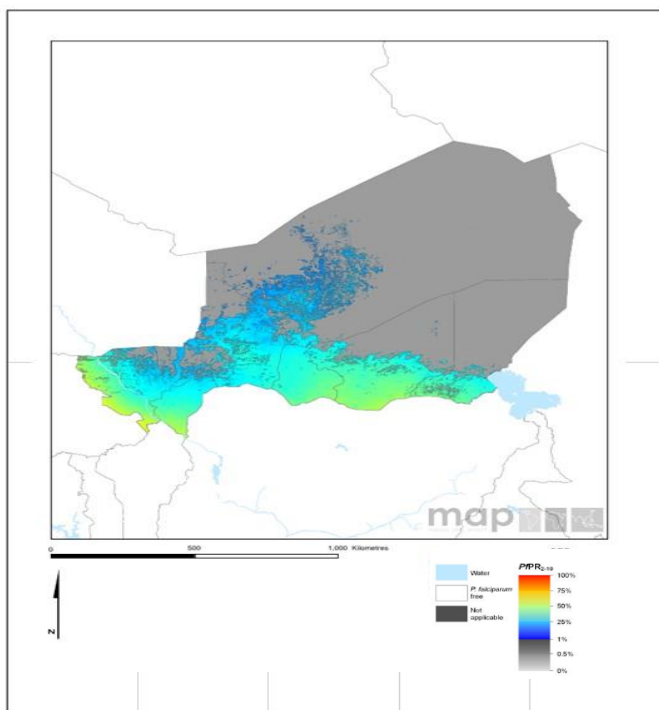 map
0 500 1,000 Kilometres
Water
P. falciparum
free
Not
applicable
PfPR2-10
100%
75%
50%
25%
1%
0.5%
0%
N